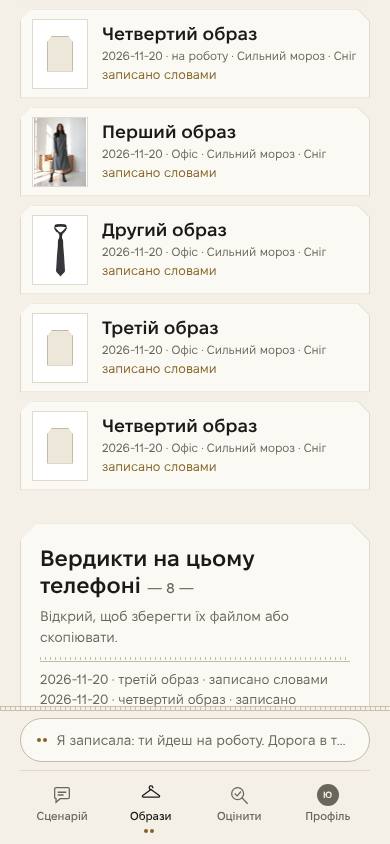 Четвертий образ
2026-11-20 · на роботу · Сильний мороз · Сніг
записано словами
Перший образ
2026-11-20 · Офіс · Сильний мороз · Сніг
записано словами
Другий образ
2026-11-20 · Офіс · Сильний мороз · Сніг
записано словами
Третій образ
2026-11-20 · Офіс · Сильний мороз · Сніг
записано словами
Четвертий образ
2026-11-20 · Офіс · Сильний мороз · Сніг
записано словами
Вердикти на цьому
телефоні — 8 —
Відкрий, щоб зберегти їх файлом або
скопіювати.
2026-11-20 · третій образ · записано словами
2026-11-20 · четвертий образ · записано
Я записала: ти йдеш на роботу. Дорога в т...
Сценарій
Образи
Оцінити
Ю
Профіль